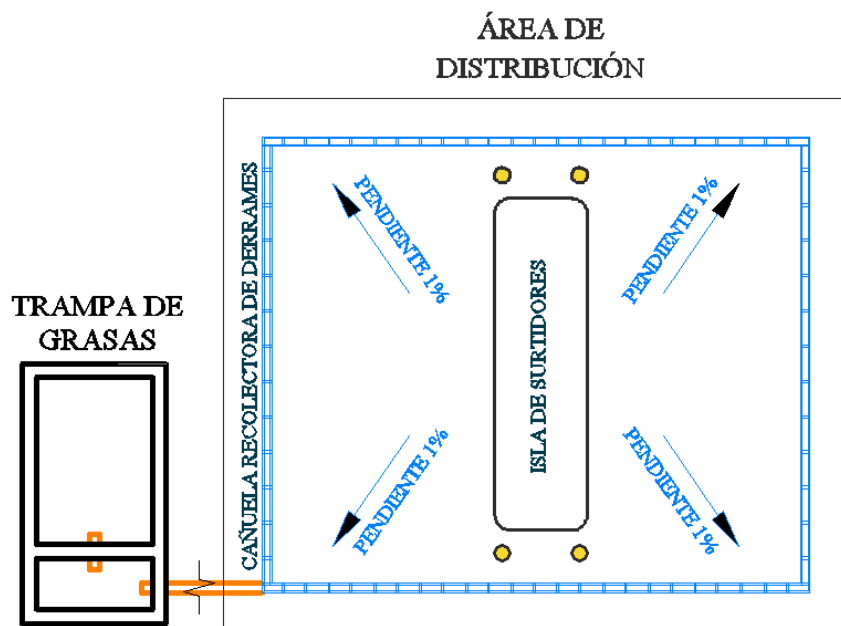 ÁREA DE
DISTRIBUCIÓN
PENDIENTE 1%
PENDIENTE 1%
CAÑUELA RECOLECTORA DE DERRAMES
ISLA DE SURTIDORES
TRAMPA DE
GRASAS
PENDIENTE 1%
PENDIENTE 1%